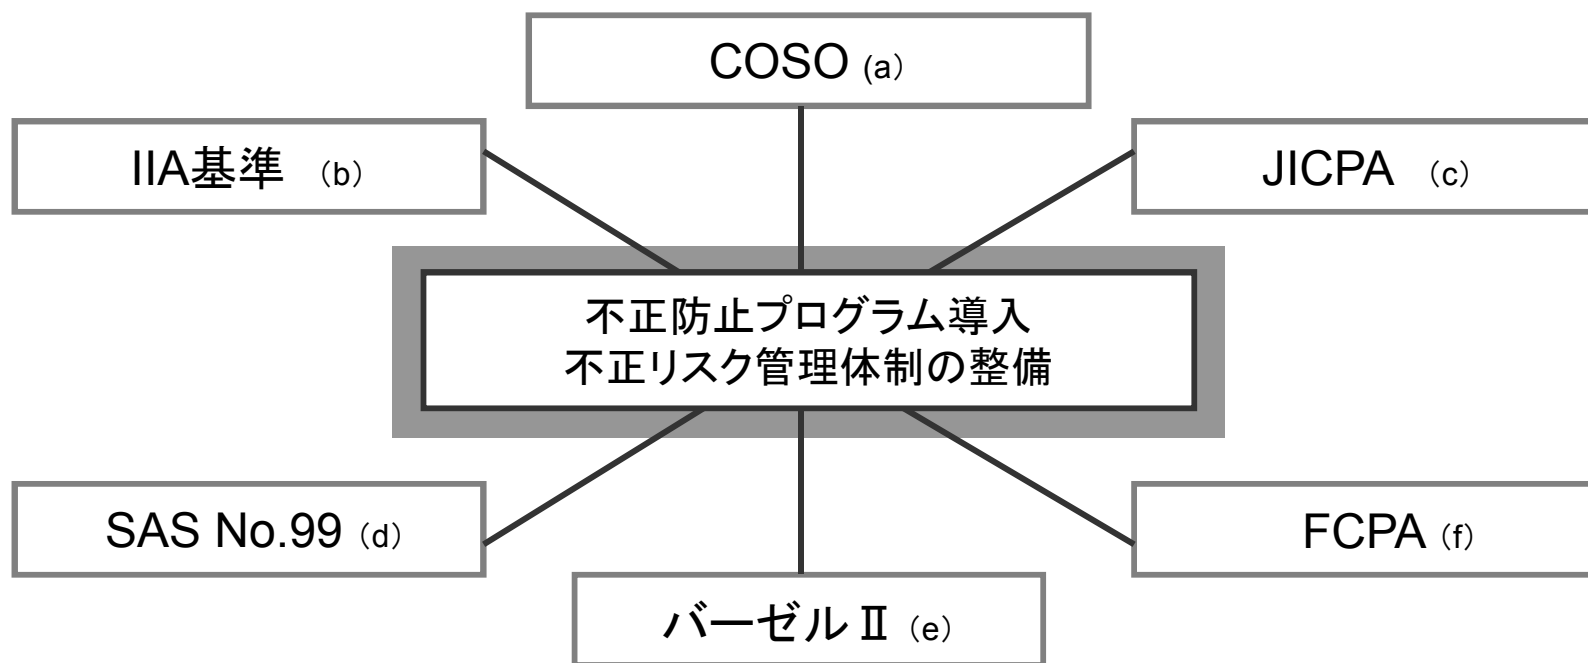 COSO (a）
IIA基準 （b）
JICPA （c）
不正防止プログラム導入
不正リスク管理体制の整備
SAS No.99 （d）
FCPA （f）
バーゼルⅡ （e）